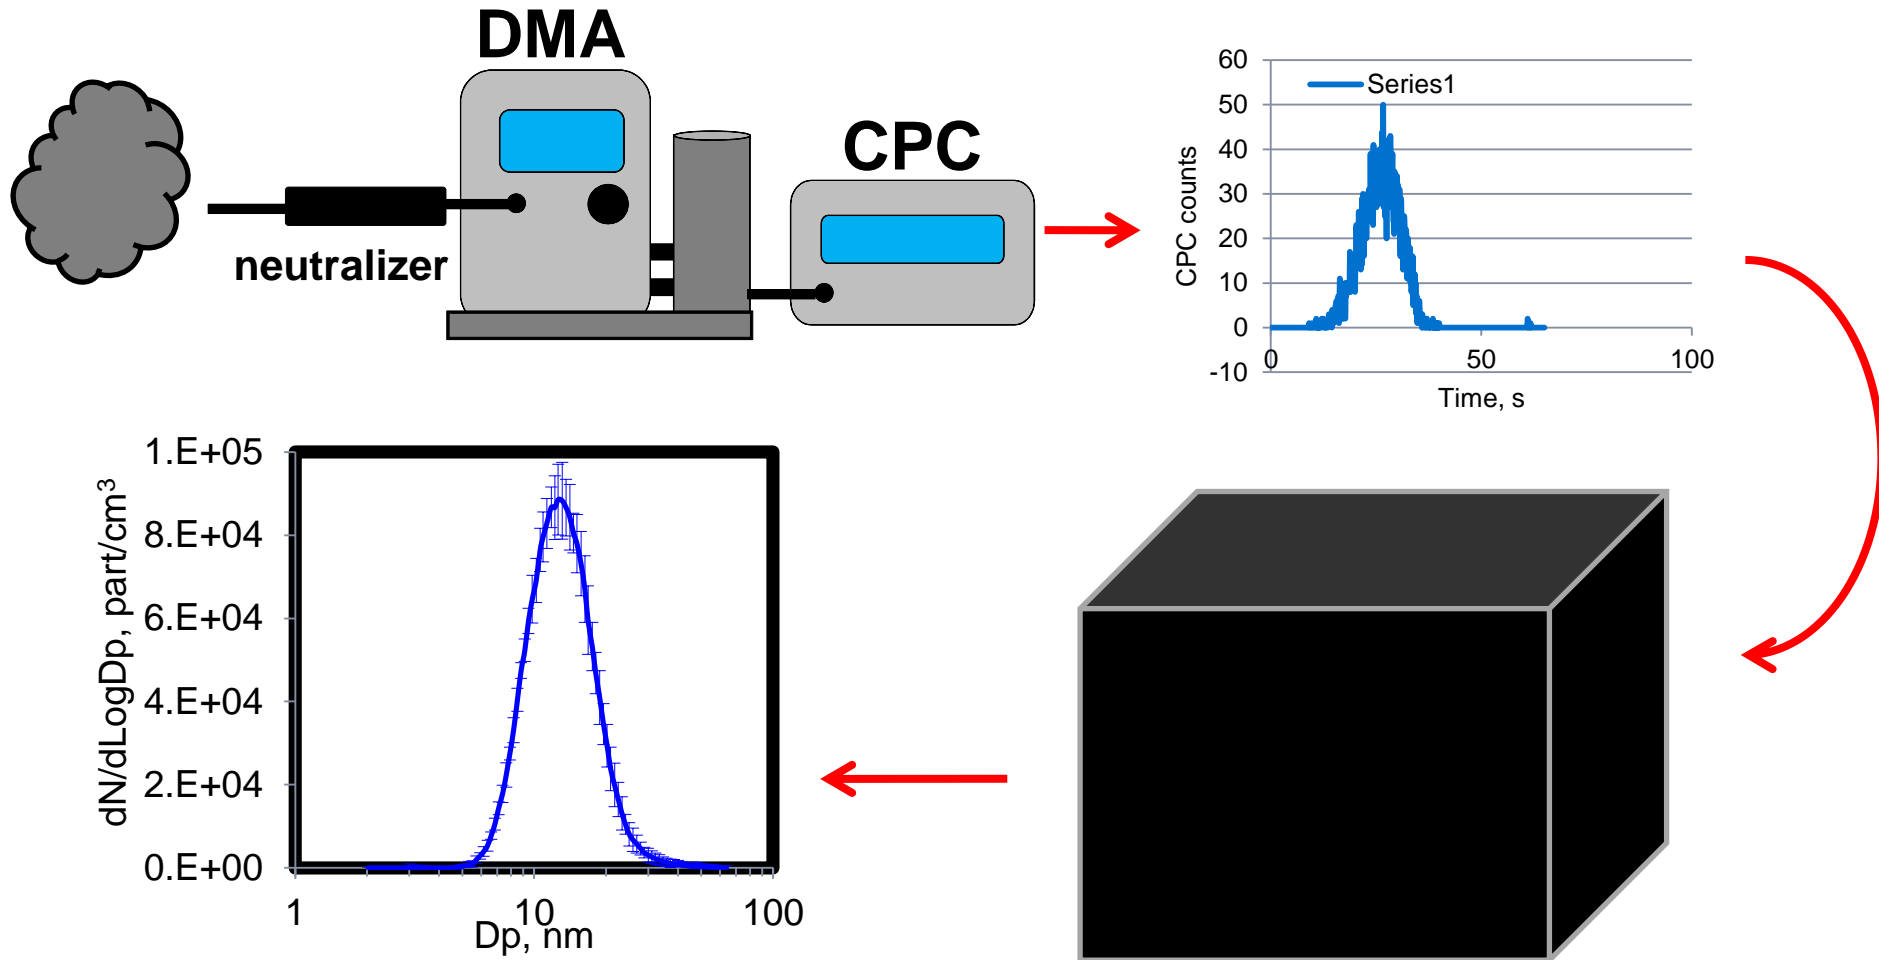 DMA
CPC
neutralizer
60
50
40
30
20
10
0
-10
Series1
CPC counts
0
50
100
Time, s
1.E+05
8.E+04
6.E+04
4.E+04
2.E+04
0.E+00
dN/dLogDp, part/cm³
1
10
100
Dp, nm